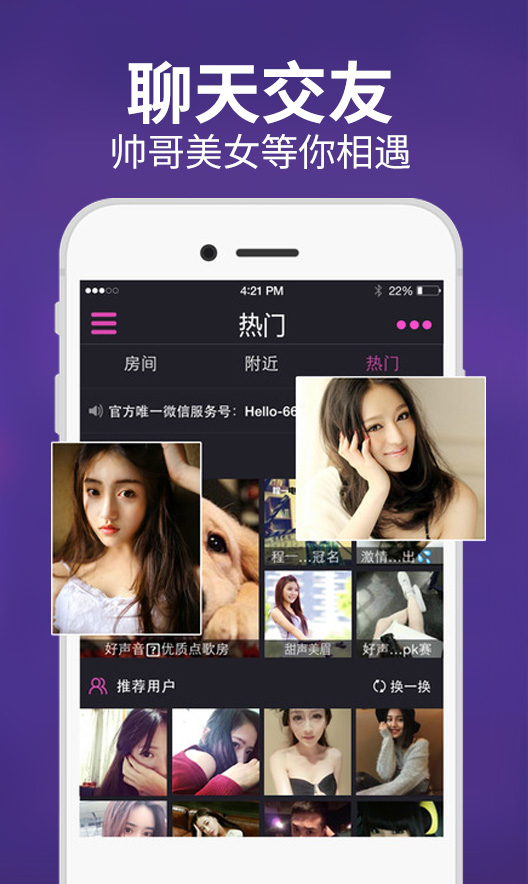 聊天交友
帅哥美女等你相遇
4:21 PM
22%
热门
房间
附近
热门
官方唯一微信服务号：Hello-66
程一…冠名
激情…出💦
好声音⍰优质点歌房
甜声美眉
好声…pk赛
推荐用户
换一换